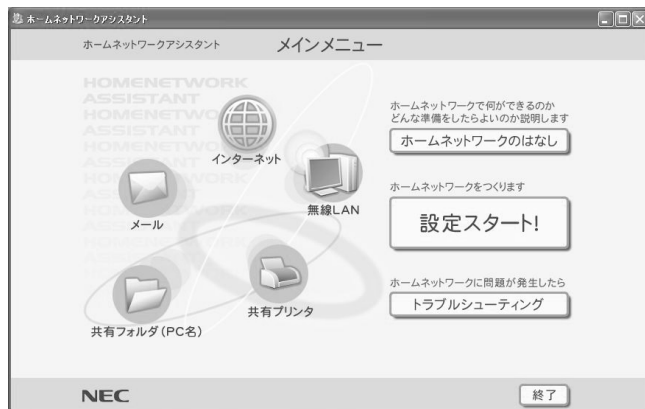 ホームネットワークアシスタント
ホームネットワークアシスタント
メインメニュー
HOMENETWORK
ASSISTANT
HOMENETWORK
ASSISTANT
HOMENETWORK
インターネット
メール
無線LAN
共有プリンタ
共有フォルダ(PC名)
ホームネットワークで何ができるのか
どんな準備をしたらよいのか説明します
ホームネットワークのはなし
ホームネットワークをつくります
設定スタート!
ホームネットワークに問題が発生したら
トラブルシューティング
NEC
終了